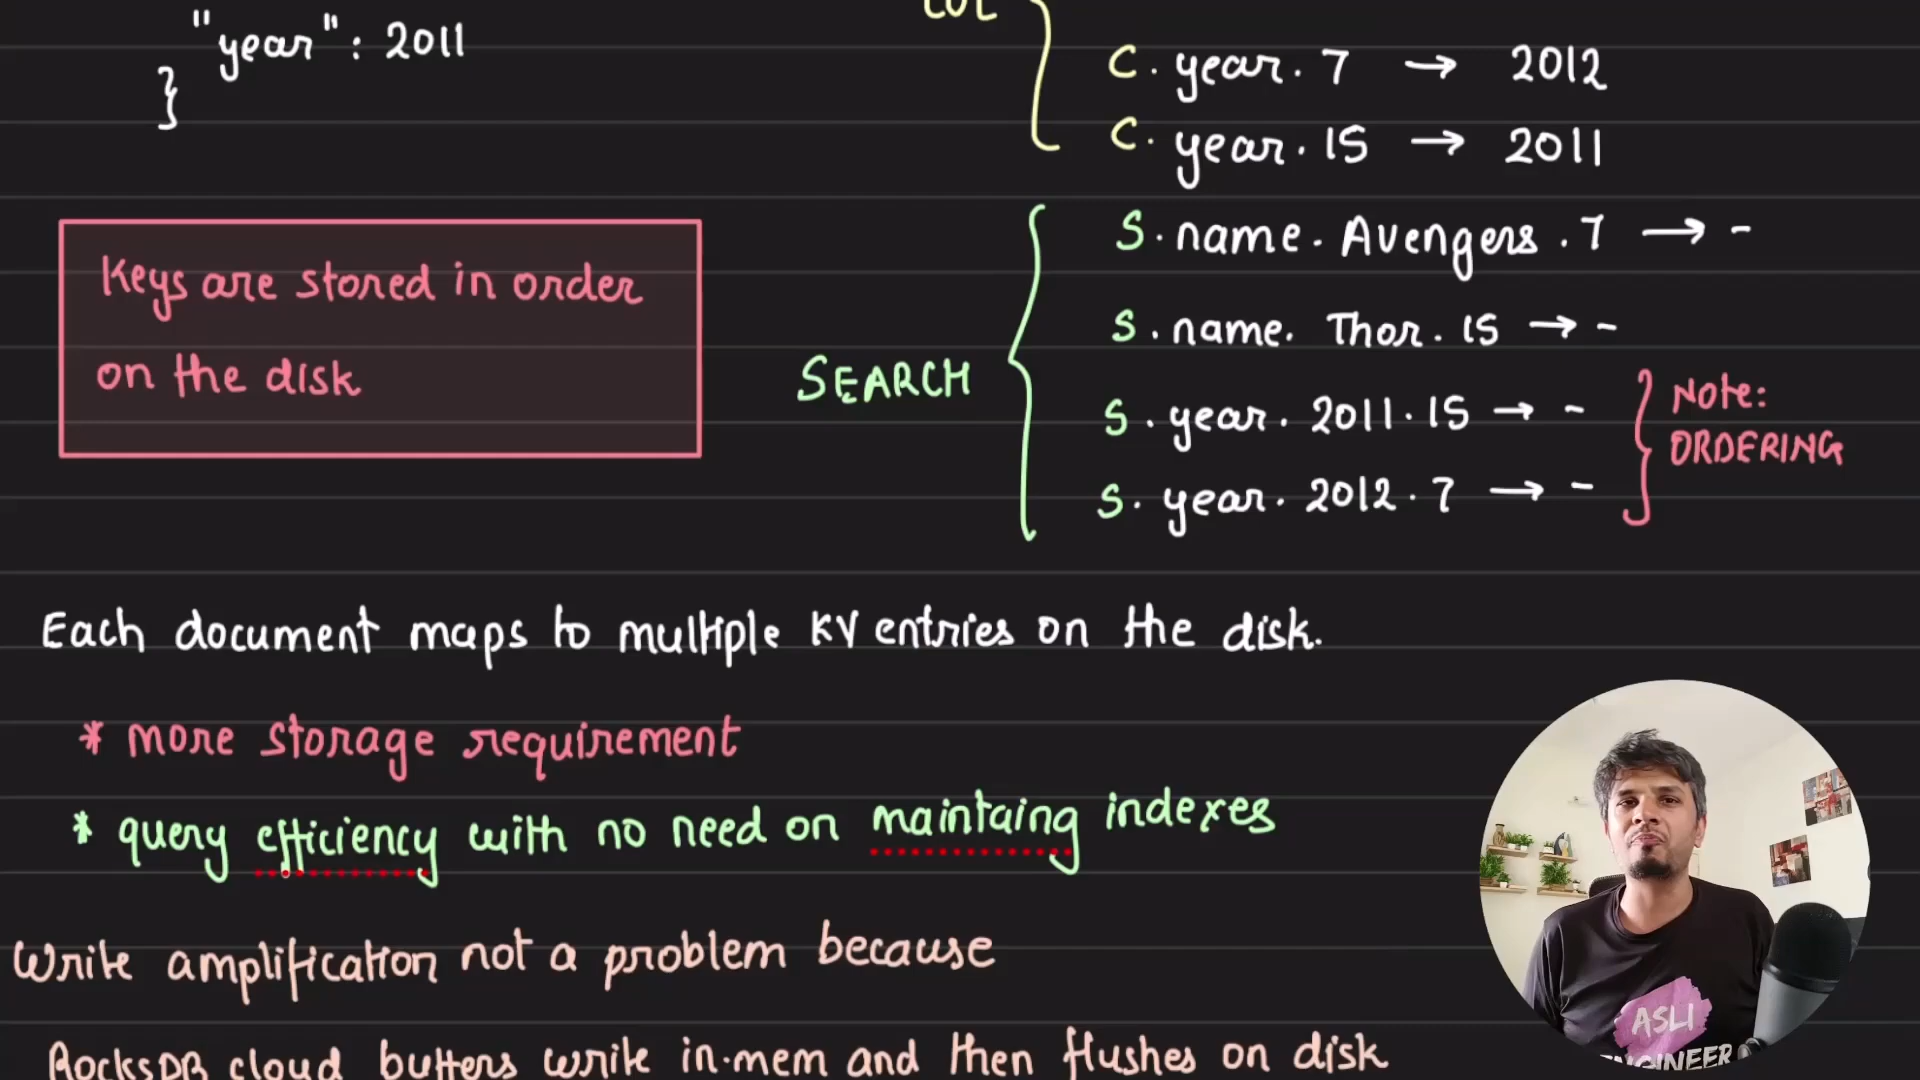 "year": 2011
}
COL
C. year. 7 → 2012
C. year. 15 → 2011
Keys are stored in order
on the disk
SEARCH
S. name. Avengers. 7 → -
S. name. Thor. 15 → -
S. year. 2011. 15 → -
S. year. 2012. 7 → -
Note:
ORDERING
Each document maps to multiple KV entries on the disk.
* more storage requirement
* query efficiency with no need on maintaing indexes
Write amplification not a problem because
RocksDB cloud buffers write in-mem and then flushes on disk
ASLI
ENGINEER